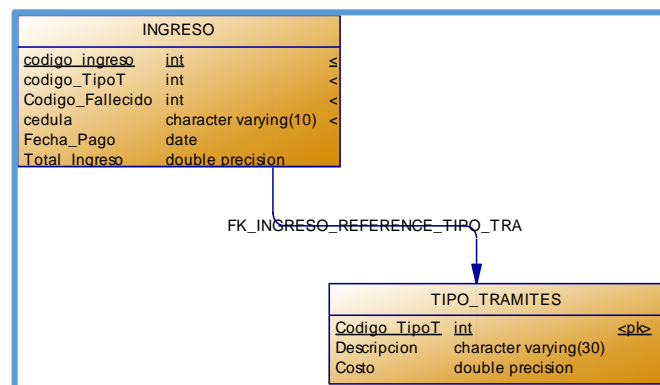 INGRESO
codigo_ingreso int <
codigo_TipoT int <
Codigo_Fallecido int <
cedula character varying(10) <
Fecha_Pago date
Total_Ingreso double precision
FK_INGRESO_REFERENCE_TIPO_TRA
TIPO_TRAMITES
Codigo_TipoT int <pk>
Descripcion character varying(30)
Costo double precision